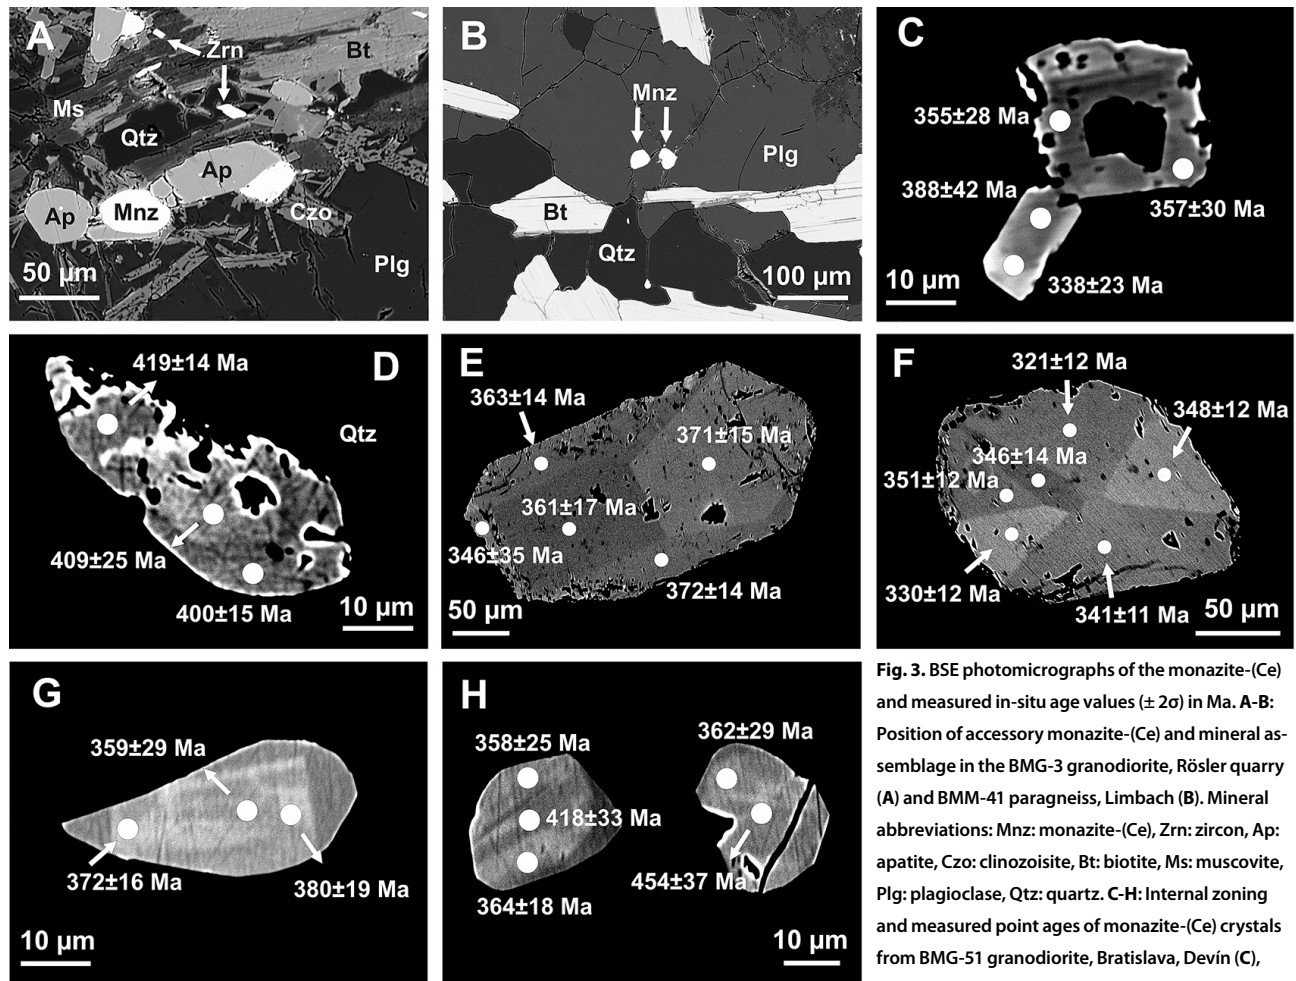 A
Zrn
Bt
Ms
Qtz
Ap
Ap
Mnz
Czo
Plg
50 µm
B
Mnz
Plg
Bt
Qtz
100 µm
C
355±28 Ma
388±42 Ma
357±30 Ma
338±23 Ma
10 µm
D
419±14 Ma
Qtz
409±25 Ma
400±15 Ma
10 µm
E
363±14 Ma
371±15 Ma
361±17 Ma
346±35 Ma
372±14 Ma
50 µm
F
321±12 Ma
348±12 Ma
346±14 Ma
351±12 Ma
330±12 Ma
341±11 Ma
50 µm
G
359±29 Ma
372±16 Ma
380±19 Ma
10 µm
H
358±25 Ma
362±29 Ma
418±33 Ma
454±37 Ma
364±18 Ma
10 µm
Fig. 3. BSE photomicrographs of the monazite-(Ce)
and measured in-situ age values (± 2σ) in Ma. A-B:
Position of accessory monazite-(Ce) and mineral as-
semblage in the BMG-3 granodiorite, Rösler quarry
(A) and BMM-41 paragneiss, Limbach (B). Mineral
abbreviations: Mnz: monazite-(Ce), Zrn: zircon, Ap:
apatite, Czo: clinozoisite, Bt: biotite, Ms: muscovite,
Plg: plagioclase, Qtz: quartz. C-H: Internal zoning
and measured point ages of monazite-(Ce) crystals
from BMG-51 granodiorite, Bratislava, Devín (C),